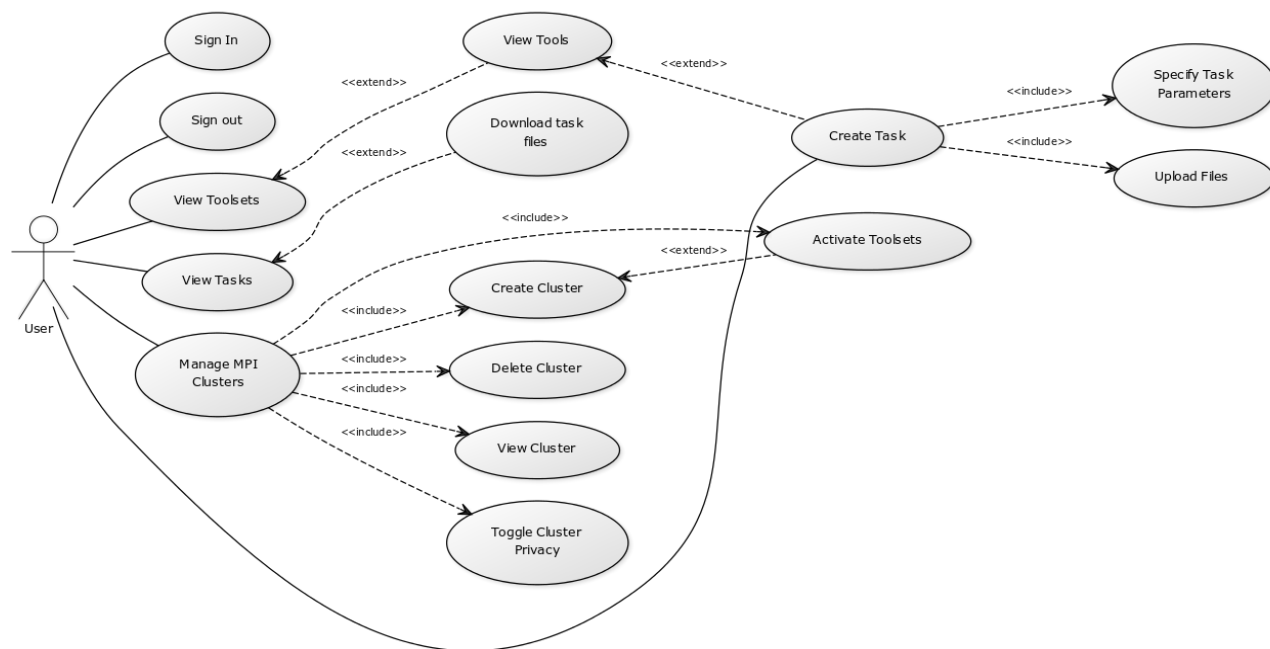 Sign In
View Tools
<<extend>>
<<extend>>
Specify Task
Parameters
<<include>>
Sign out
Download task
files
Create Task
<<extend>>
<<include>>
Upload Files
View Toolsets
<<include>>
Activate Toolsets
<<extend>>
View Tasks
Create Cluster
User
<<include>>
Manage MPI
Clusters
<<include>>
Delete Cluster
<<include>>
<<include>>
View Cluster
Toggle Cluster
Privacy